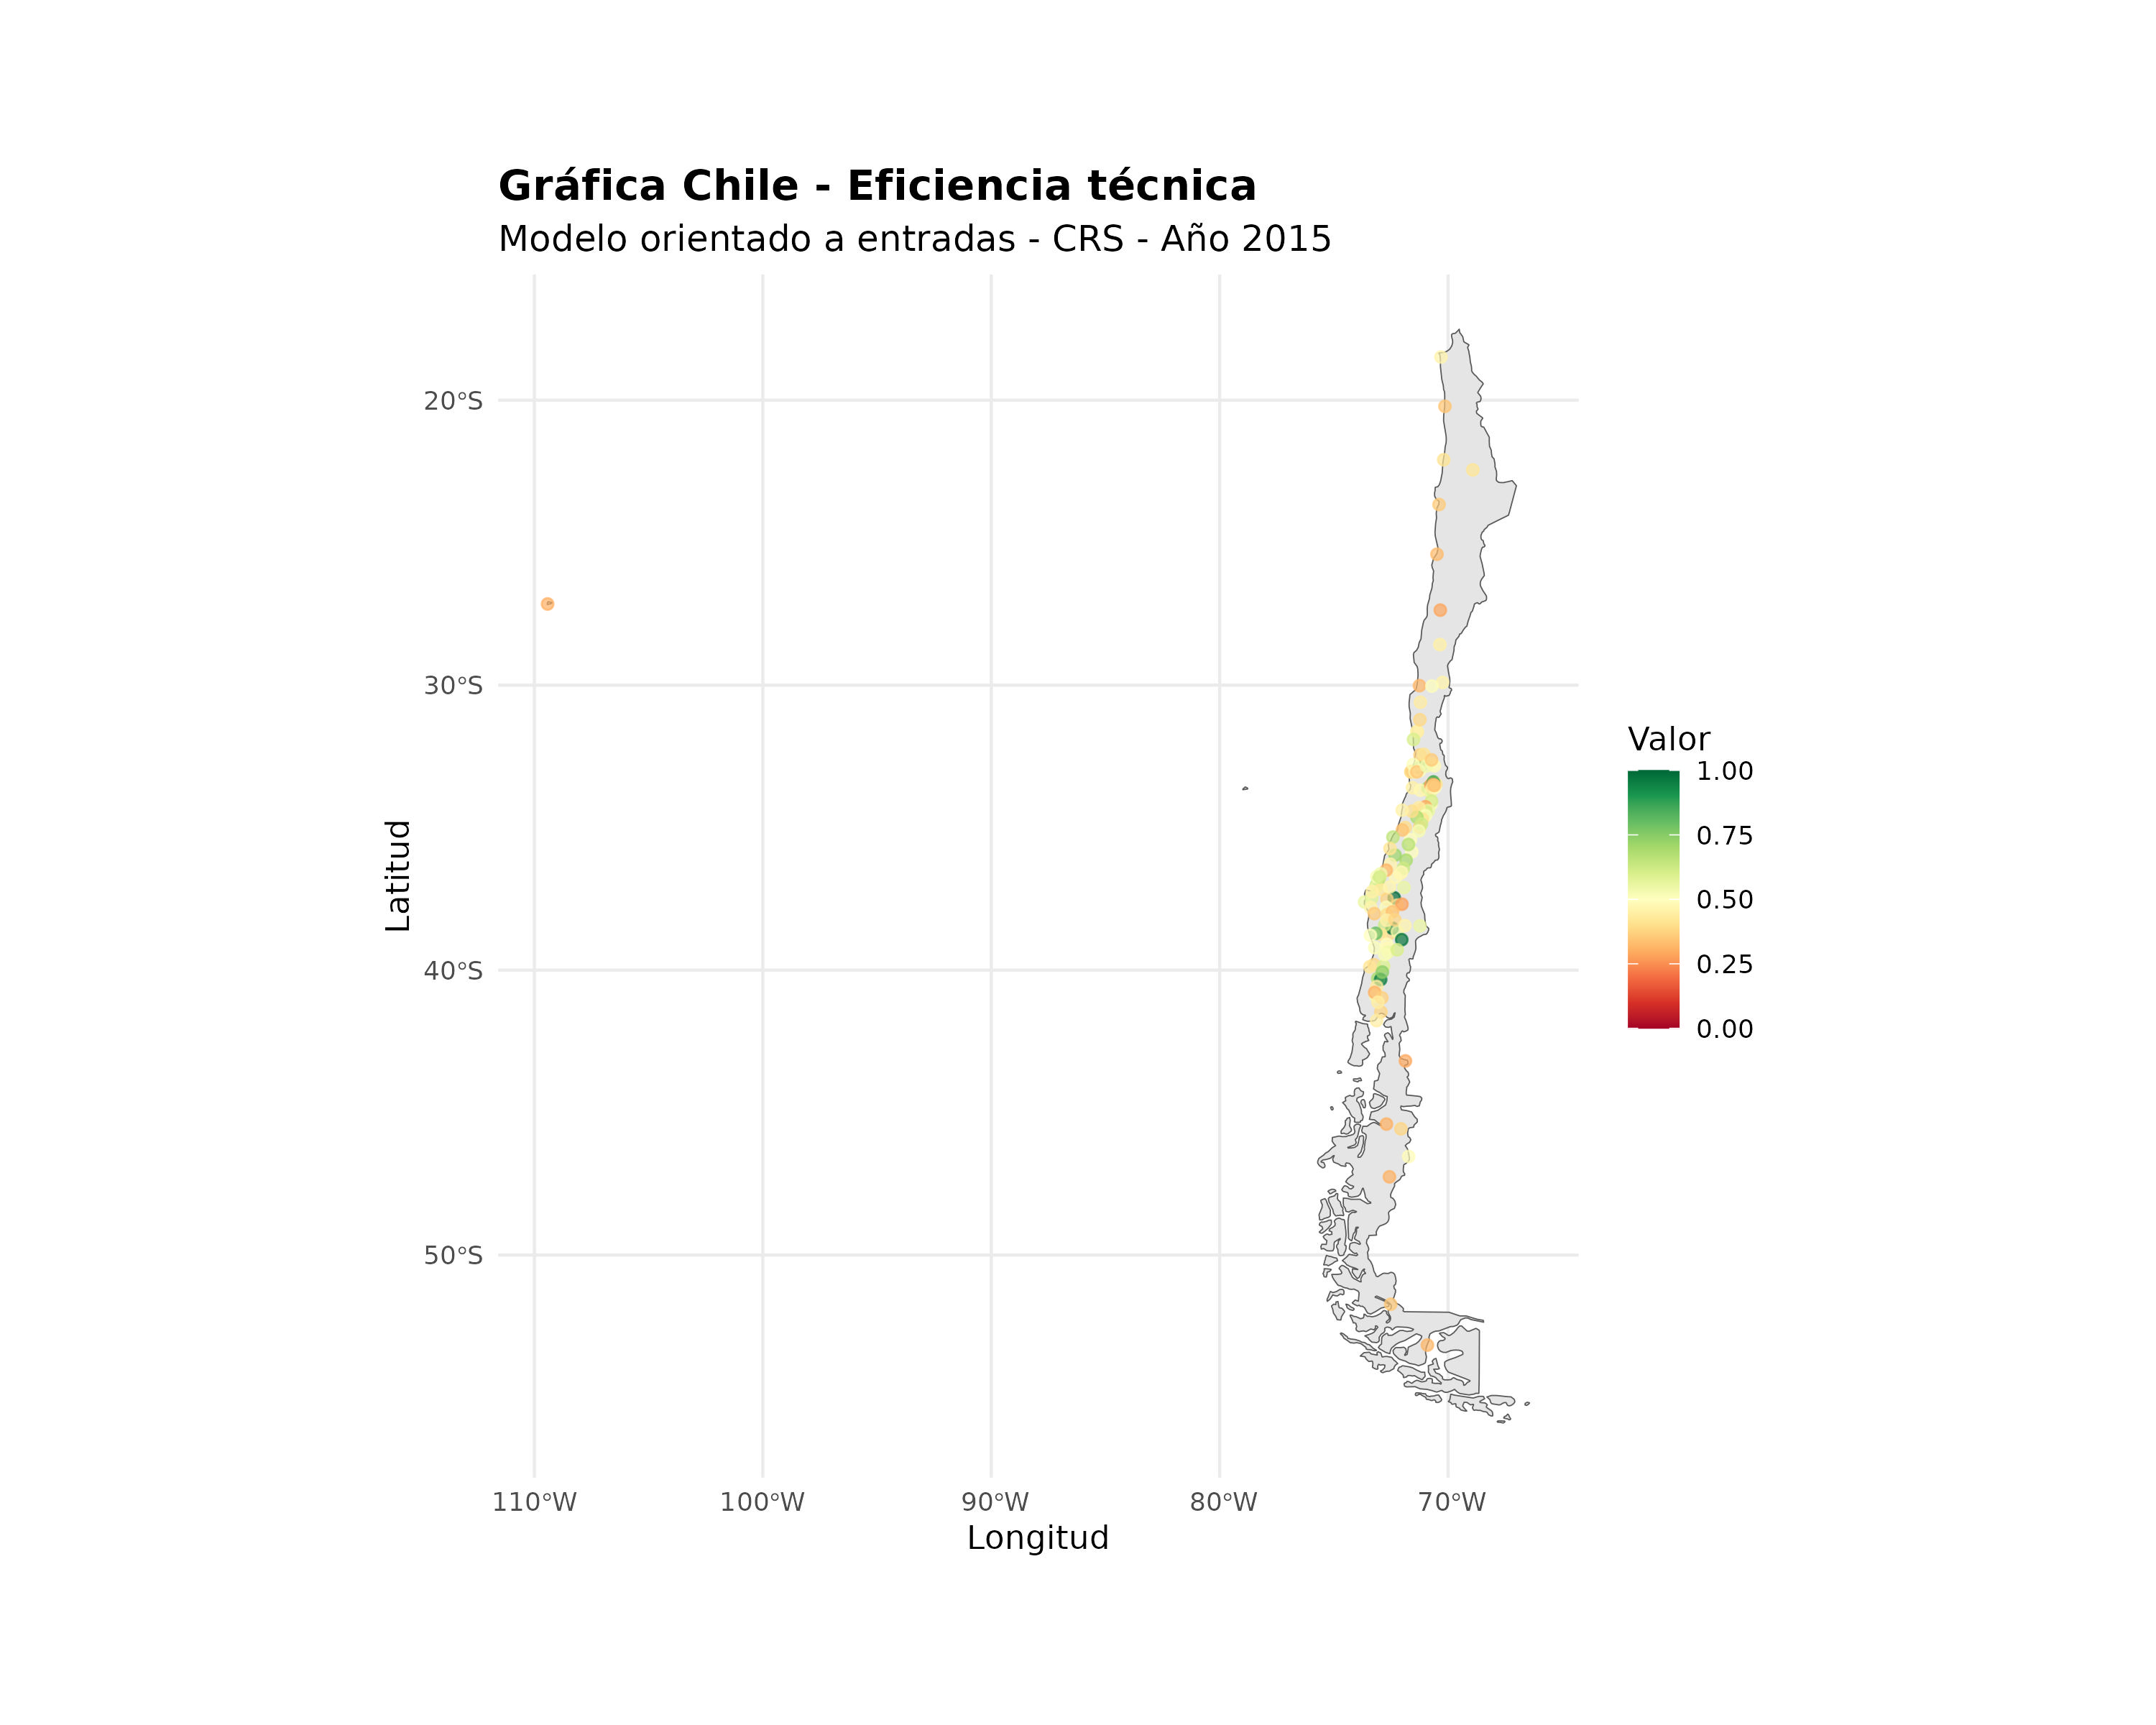 Gráfica Chile - Eficiencia técnica
Modelo orientado a entradas - CRS - Año 2015
20°S
30°S
40°S
50°S
Latitud
110°W
100°W
90°W
80°W
70°W
Longitud
Valor
1.00
0.75
0.50
0.25
0.00